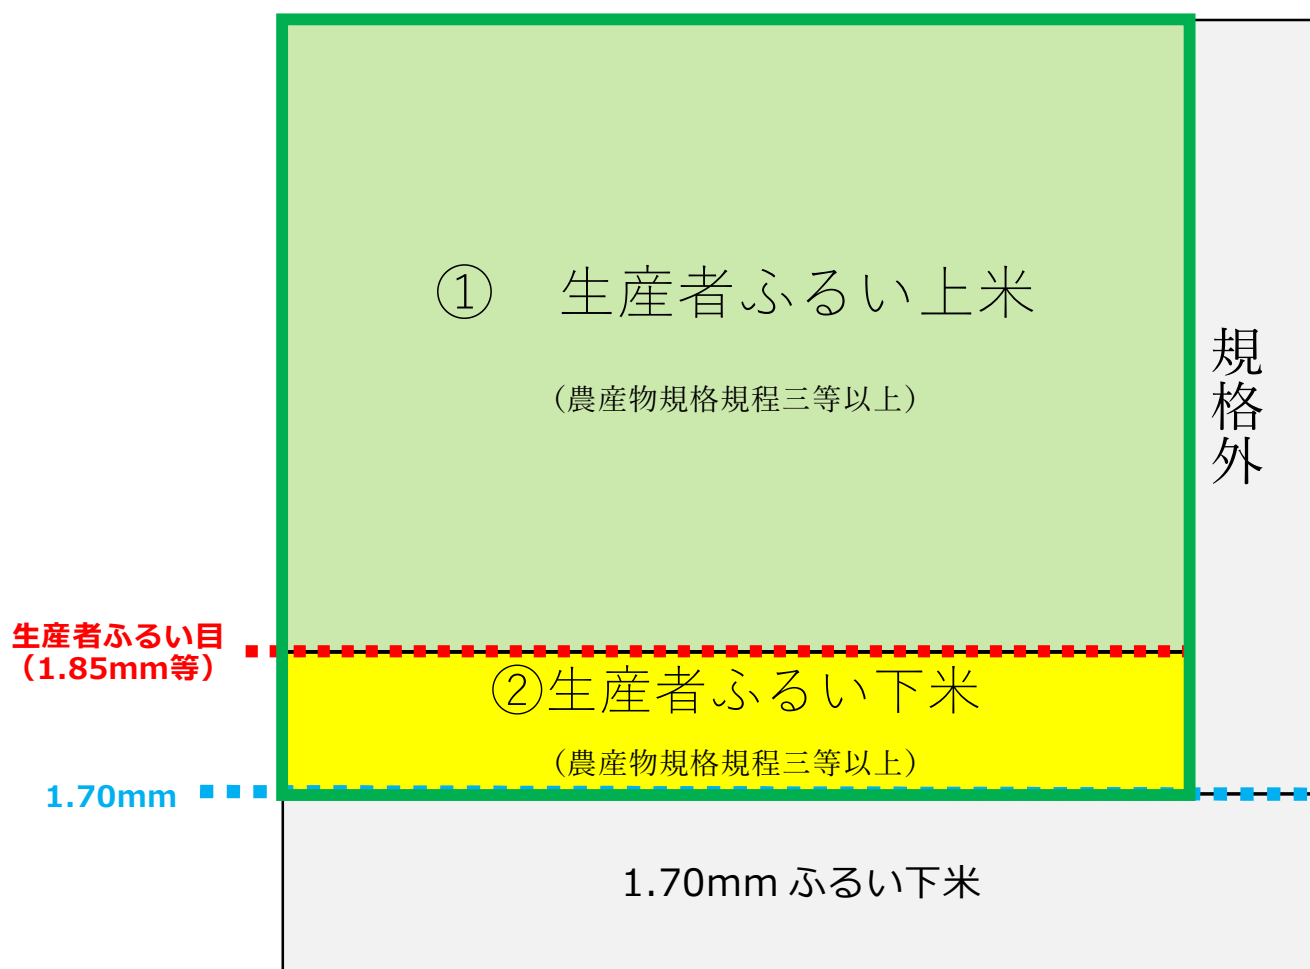 ① 生産者ふるい上米
（農産物規格規程三等以上）
規格外
生産者ふるい目
（1.85mm等）
②生産者ふるい下米
（農産物規格規程三等以上）
1.70mm
1.70mm ふるい下米